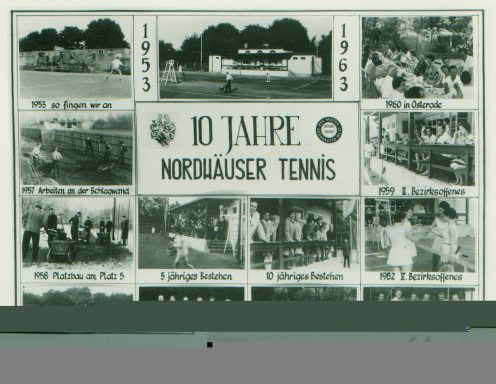 1953
1963
1953 so fingen wir an
1960 in Osterode
10 JAHRE
NORDHÄUSER TENNIS
1957 Arbeiten an der Schlagwand
1959 II. Bezirksoffenes
1958 Platzbau am Platz 5
5 jähriges Bestehen
10 jähriges Bestehen
1962 V. Bezirksoffenes